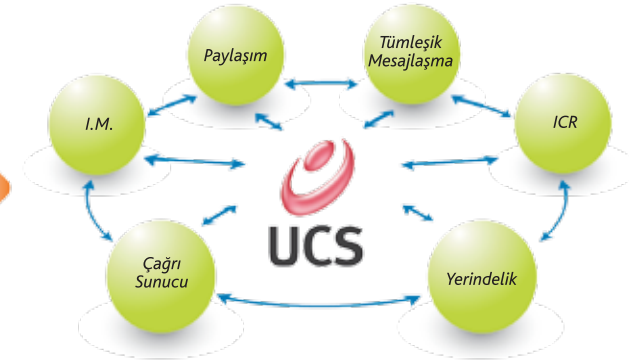 Paylaşım
Tümleşik
Mesajlaşma
I.M.
ICR
UCS
Çağrı
Sunucu
Yerindelik